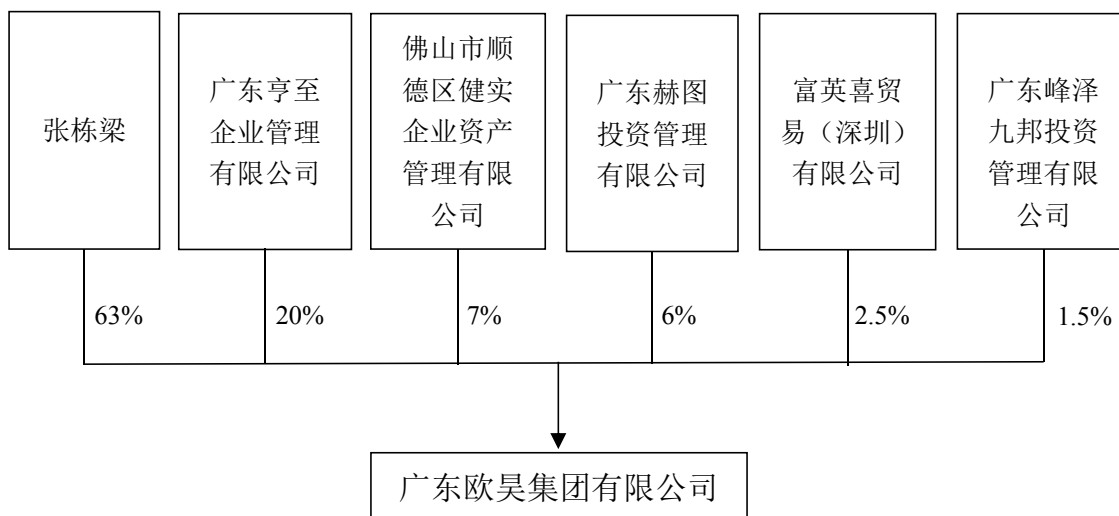 张栋梁
广东亨至
企业管理
有限公司
佛山市顺
德区健实
企业资产
管理有限
公司
广东赫图
投资管理
有限公司
富英喜贸
易（深圳）
有限公司
广东峰泽
九邦投资
管理有限
公司
63%
20%
7%
6%
2.5%
1.5%
广东欧昊集团有限公司